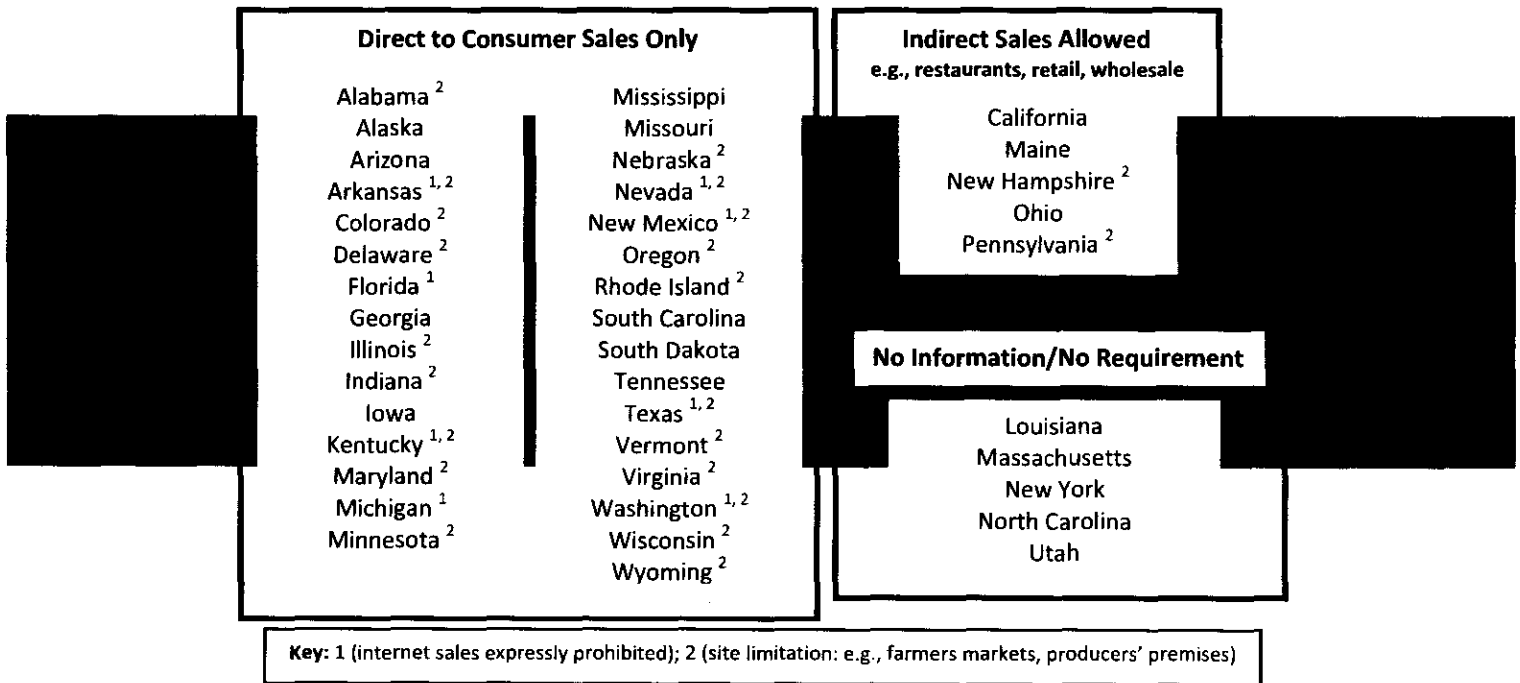 Direct to Consumer Sales Only
Alabama 2
Alaska
Arizona
Arkansas 1, 2
Colorado 2
Delaware 2
Florida 1
Georgia
Illinois 2
Indiana 2
Iowa
Kentucky 1, 2
Maryland 2
Michigan 1
Minnesota 2
Mississippi
Missouri
Nebraska 2
Nevada 1, 2
New Mexico 1, 2
Oregon 2
Rhode Island 2
South Carolina
South Dakota
Tennessee
Texas 1, 2
Vermont 2
Virginia 2
Washington 1, 2
Wisconsin 2
Wyoming 2
Indirect Sales Allowed
e.g., restaurants, retail, wholesale
California
Maine
New Hampshire 2
Ohio
Pennsylvania 2
No Information/No Requirement
Louisiana
Massachusetts
New York
North Carolina
Utah
Key: 1 (internet sales expressly prohibited); 2 (site limitation: e.g., farmers markets, producers' premises)